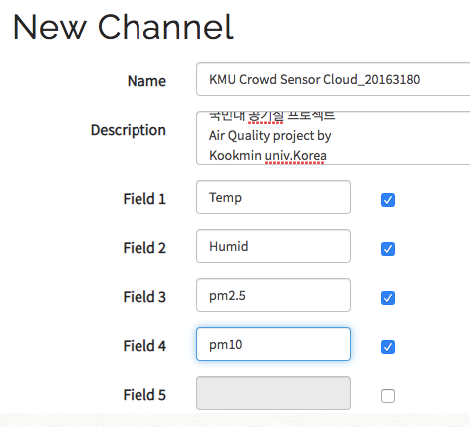 New Channel
Name
KMU Crowd Sensor Cloud_20163180
Description
국민대 공기질 프로젝트
Air Quality project by
Kookmin univ.Korea
Field 1
Temp
Field 2
Humid
Field 3
pm2.5
Field 4
pm10
Field 5